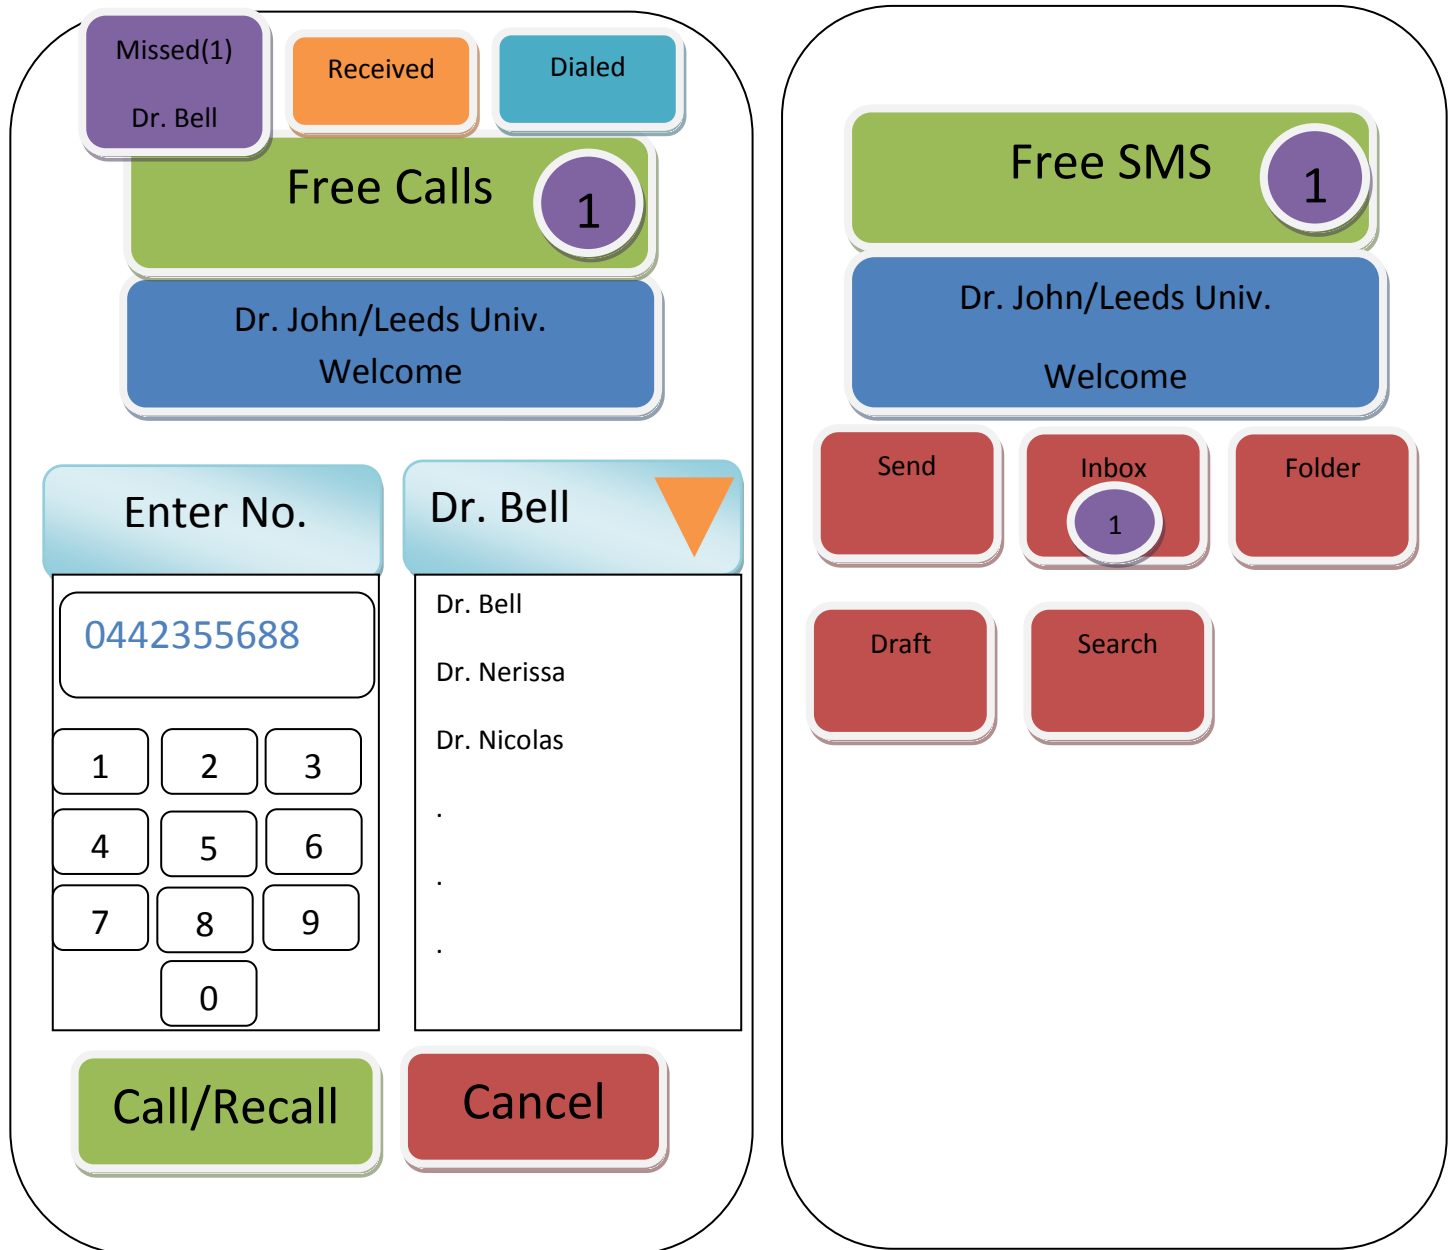 Missed(1)
Dr. Bell
Received
Dialed
Free Calls
1
Dr. John/Leeds Univ.
Welcome
Enter No.
0442355688
1
2
3
4
5
6
7
8
9
0
Dr. Bell
Dr. Bell
Dr. Nerissa
Dr. Nicolas
.
.
.
Call/Recall
Cancel
Free SMS
1
Dr. John/Leeds Univ.
Welcome
Send
Inbox
1
Folder
Draft
Search